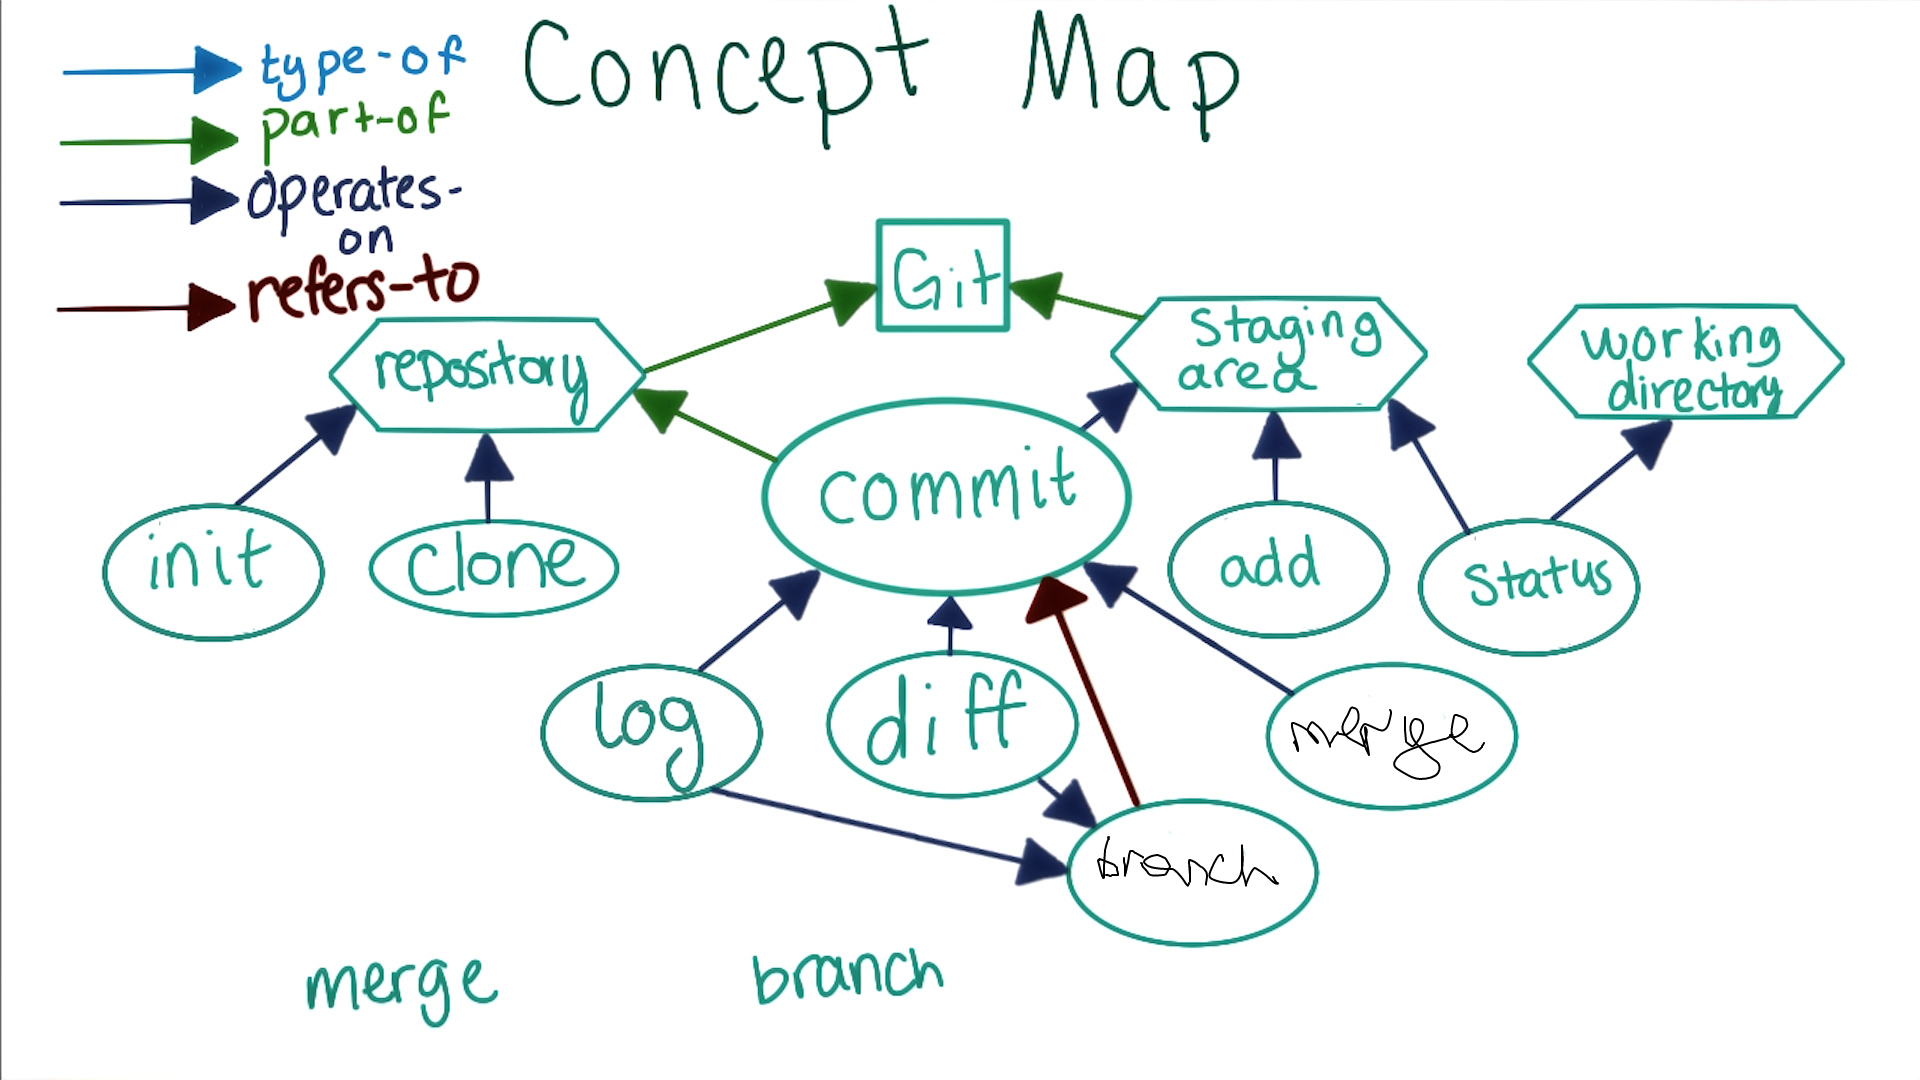 Concept Map
type-of
part-of
operates-
on
refers-to
Git
repository
Staging
area
working
directory
commit
init
clone
add
status
log
diff
merge
branch
merge
branch